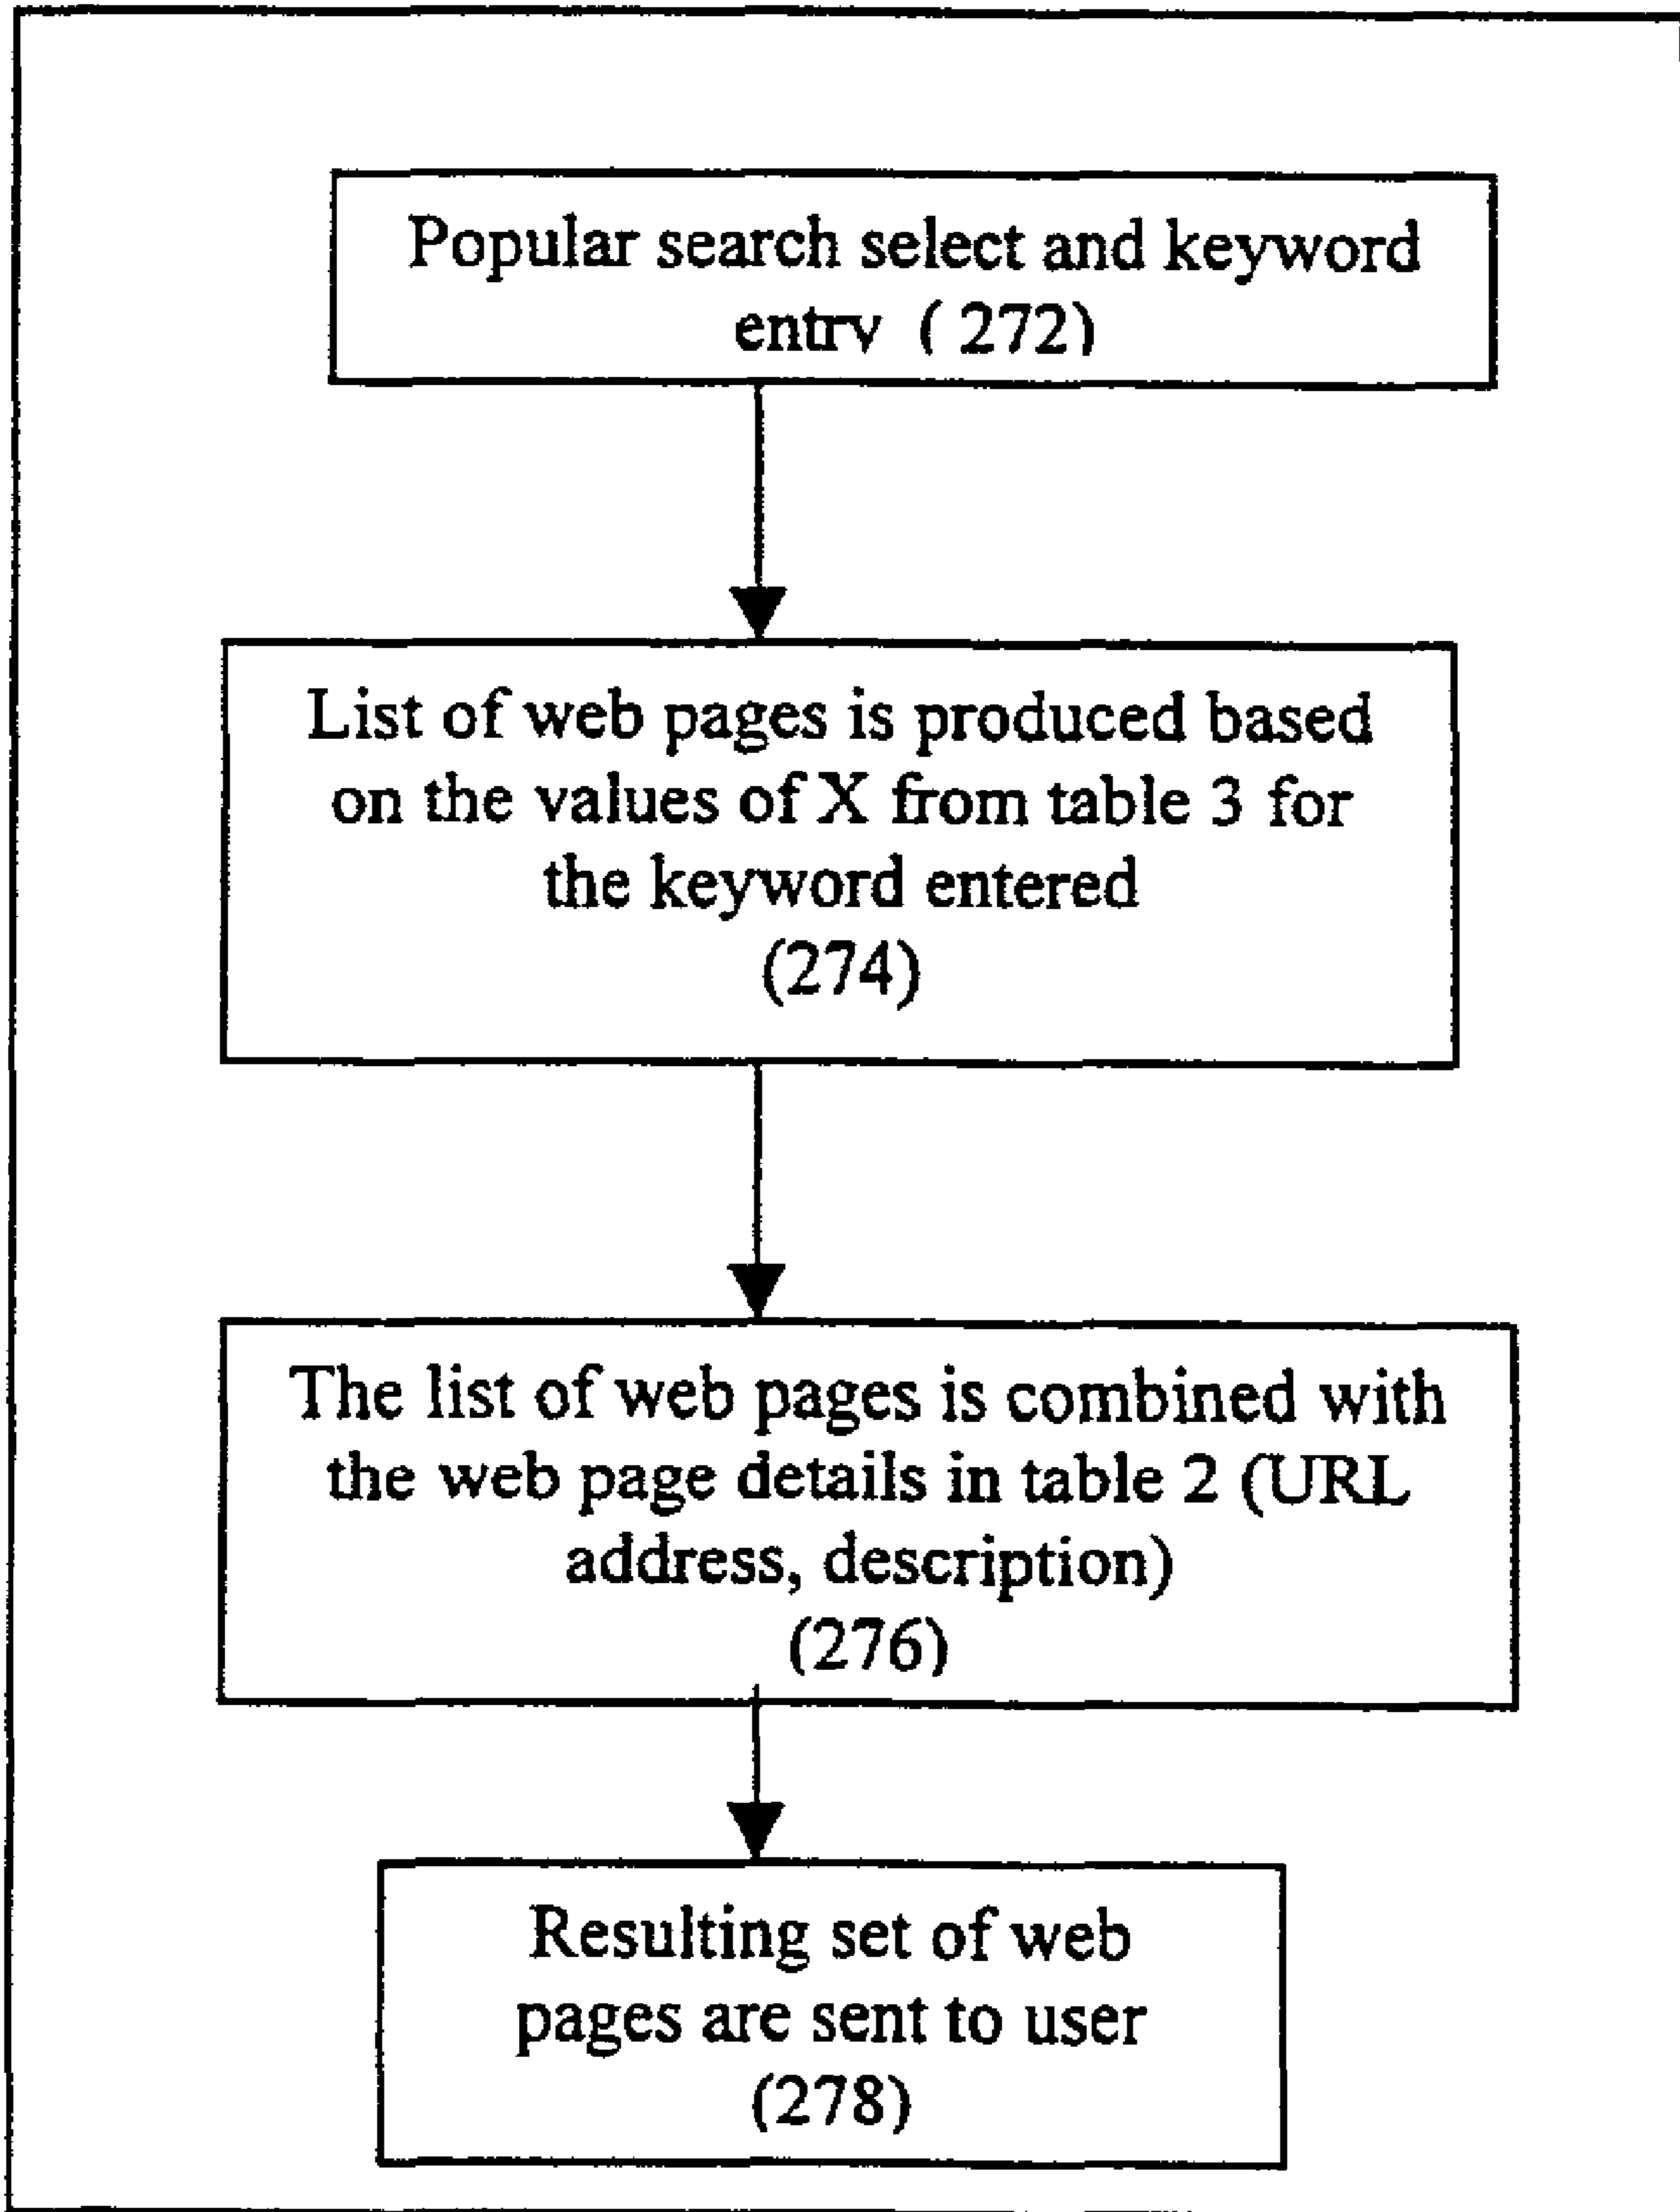 Popular search select and keyword
entry ( 272)
List of web pages is produced based
on the values of X from table 3 for
the keyword entered
(274)
The list of web pages is combined with
the web page details in table 2 (URL
address, description)
(276)
Resulting set of web
pages are sent to user
(278)